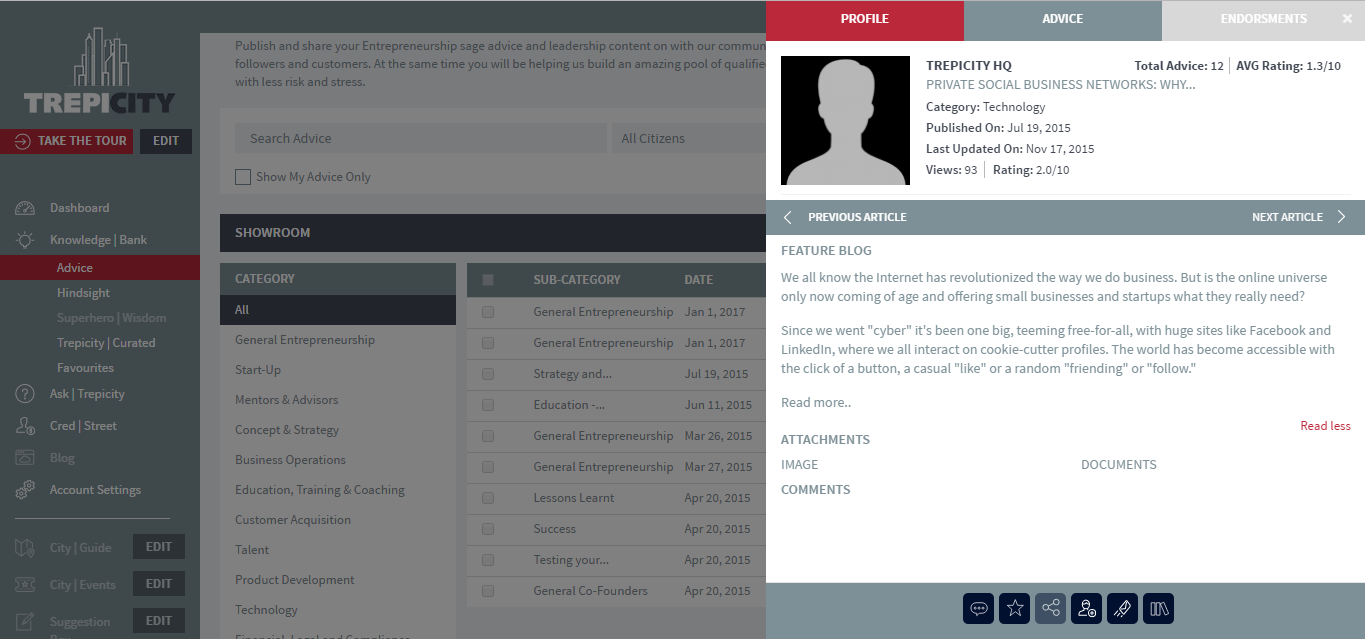 TREPICITY
TAKE THE TOUR
EDIT
Dashboard
Knowledge | Bank
Advice
Hindsight
Superhero | Wisdom
Trepicity | Curated
Favourites
Ask | Trepicity
Cred | Street
Blog
Account Settings
City | Guide
EDIT
City | Events
EDIT
Suggestion
EDIT
Publish and share your Entrepreneurship sage advice and leadership content on with our commun
followers and customers. At the same time you will be helping us build an amazing pool of qualifie
with less risk and stress.
Search Advice
All Citizens
Show My Advice Only
SHOWROOM
CATEGORY
All
General Entrepreneurship
Start-Up
Mentors & Advisors
Concept & Strategy
Business Operations
Education, Training & Coaching
Customer Acquisition
Talent
Product Development
Technology
Financial, Legal and Compliance
SUB-CATEGORY DATE
General Entrepreneurship Jan 1, 2017
General Entrepreneurship Jan 1, 2017
Strategy and... Jul 19, 2015
Education -... Jun 11, 2015
General Entrepreneurship Mar 26, 2015
General Entrepreneurship Mar 27, 2015
Lessons Learnt Apr 20, 2015
Success Apr 20, 2015
Testing your... Apr 20, 2015
General Co-Founders Apr 20, 2015
PROFILE
ADVICE
ENDORSMENTS ×
TREPICITY HQ
Total Advice: 12 | AVG Rating: 1.3/10
PRIVATE SOCIAL BUSINESS NETWORKS: WHY...
Category: Technology
Published On: Jul 19, 2015
Last Updated On: Nov 17, 2015
Views: 93 | Rating: 2.0/10
PREVIOUS ARTICLE
NEXT ARTICLE
FEATURE BLOG
We all know the Internet has revolutionized the way we do business. But is the online universe
only now coming of age and offering small businesses and startups what they really need?
Since we went "cyber" it's been one big, teeming free-for-all, with huge sites like Facebook and
LinkedIn, where we all interact on cookie-cutter profiles. The world has become accessible with
the click of a button, a casual "like" or a random "friending" or "follow."
Read more..
Read less
ATTACHMENTS
IMAGE
DOCUMENTS
COMMENTS